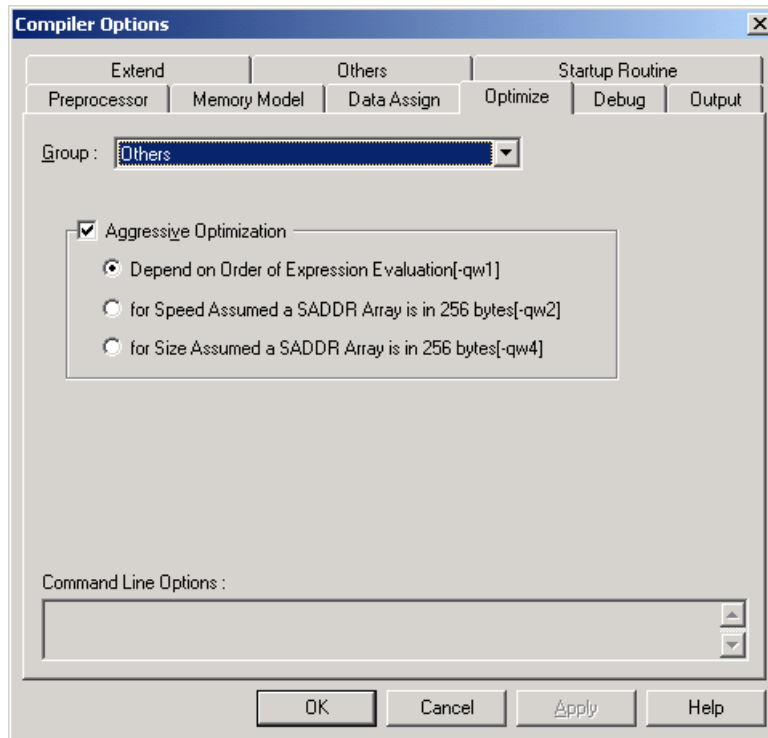 Compiler Options
Extend Others Startup Routine
Preprocessor Memory Model Data Assign Optimize Debug Output
Group : Others
Aggressive Optimization
Depend on Order of Expression Evaluation[-qw1]
for Speed Assumed a SADDR Array is in 256 bytes[-qw2]
for Size Assumed a SADDR Array is in 256 bytes[-qw4]
Command Line Options :
OK Cancel Apply Help